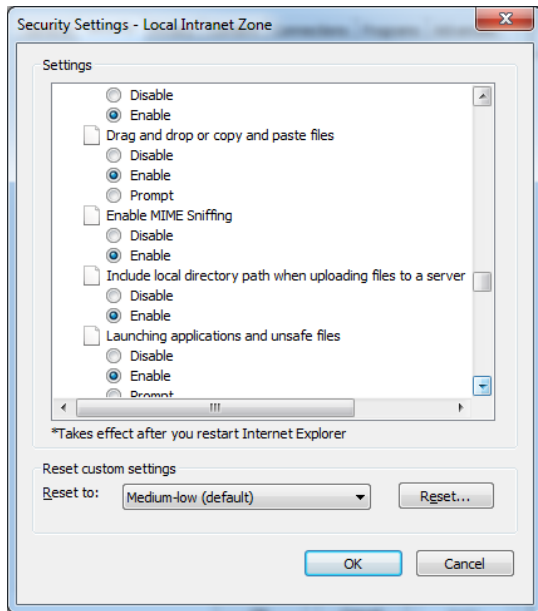 Security Settings - Local Intranet Zone
Settings
Disable
Enable
Drag and drop or copy and paste files
Disable
Enable
Prompt
Enable MIME Sniffing
Disable
Enable
Include local directory path when uploading files to a server
Disable
Enable
Launching applications and unsafe files
Disable
Enable
Prompt
*Takes effect after you restart Internet Explorer
Reset custom settings
Reset to: Medium-low (default) Reset...
OK Cancel